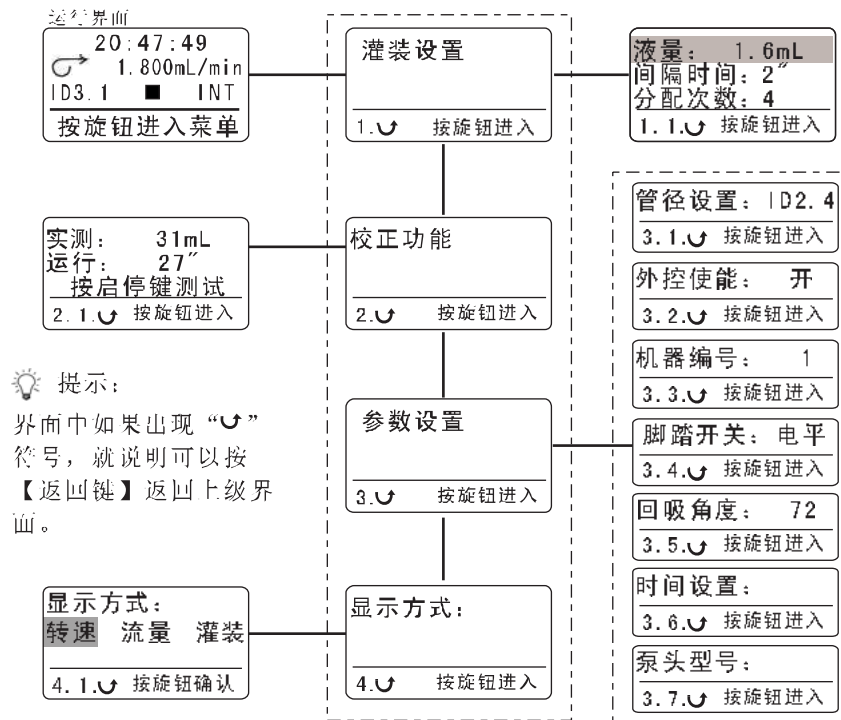 运行界面
20:47:49
1.800mL/min
ID3.1 ■ INT
按旋钮进入菜单
灌装设置
1.↺ 按旋钮进入
液量： 1.6mL
间隔时间：2″
分配次数：4
1.1.↺ 按旋钮进入
实测： 31mL
运行： 27″
按启停键测试
2.1.↺ 按旋钮进入
校正功能
2.↺ 按旋钮进入
提示：
界面中如果出现“↺”
符号，就说明可以按
【返回键】返回上级界
面。
参数设置
3.↺ 按旋钮进入
管径设置：ID2.4
3.1.↺ 按旋钮进入
外控使能： 开
3.2.↺ 按旋钮进入
机器编号： 1
3.3.↺ 按旋钮进入
脚踏开关：电平
3.4.↺ 按旋钮进入
回吸角度： 72
3.5.↺ 按旋钮进入
时间设置：
3.6.↺ 按旋钮进入
泵头型号：
3.7.↺ 按旋钮进入
显示方式：
转速 流量 灌装
4.1.↺ 按旋钮确认
显示方式：
4.↺ 按旋钮进入